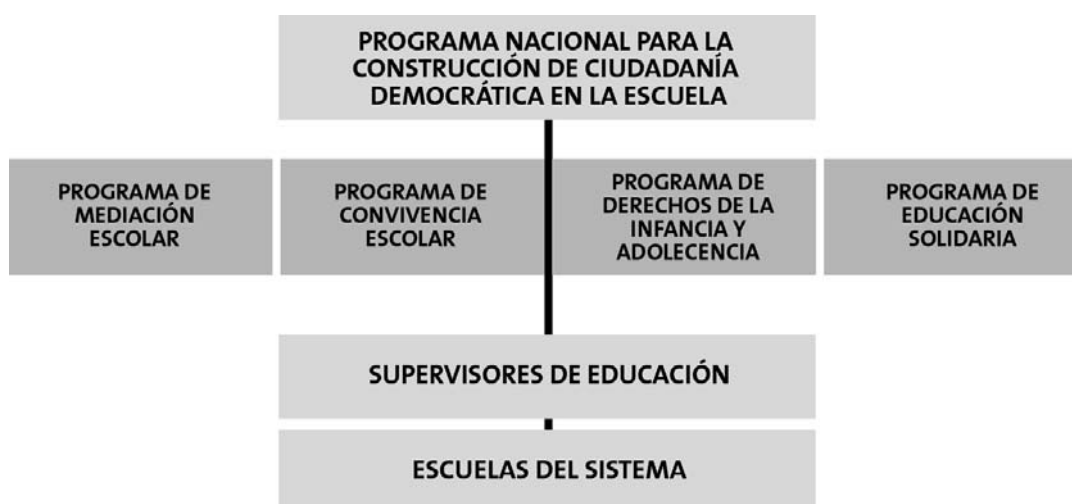 PROGRAMA NACIONAL PARA LA
CONSTRUCCIÓN DE CIUDADANÍA
DEMOCRÁTICA EN LA ESCUELA
PROGRAMA DE
MEDIACIÓN
ESCOLAR
PROGRAMA DE
CONVIVENCIA
ESCOLAR
PROGRAMA DE
DERECHOS DE LA
INFANCIA Y
ADOLECENCIA
PROGRAMA DE
EDUCACIÓN
SOLIDARIA
SUPERVISORES DE EDUCACIÓN
ESCUELAS DEL SISTEMA